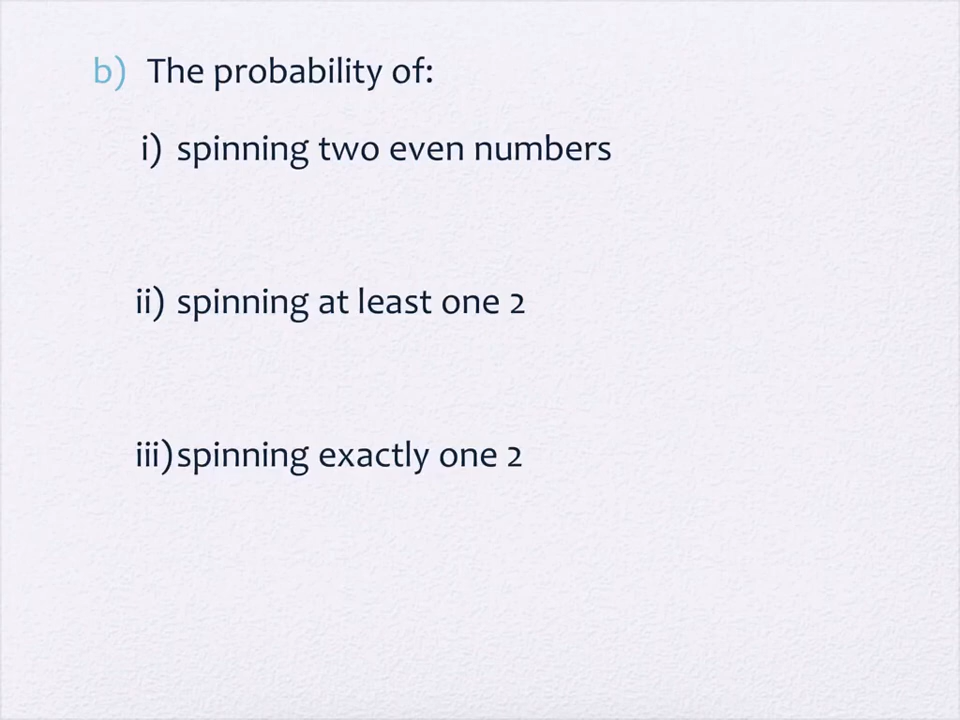 b) The probability of:
i) spinning two even numbers
ii) spinning at least one 2
iii) spinning exactly one 2